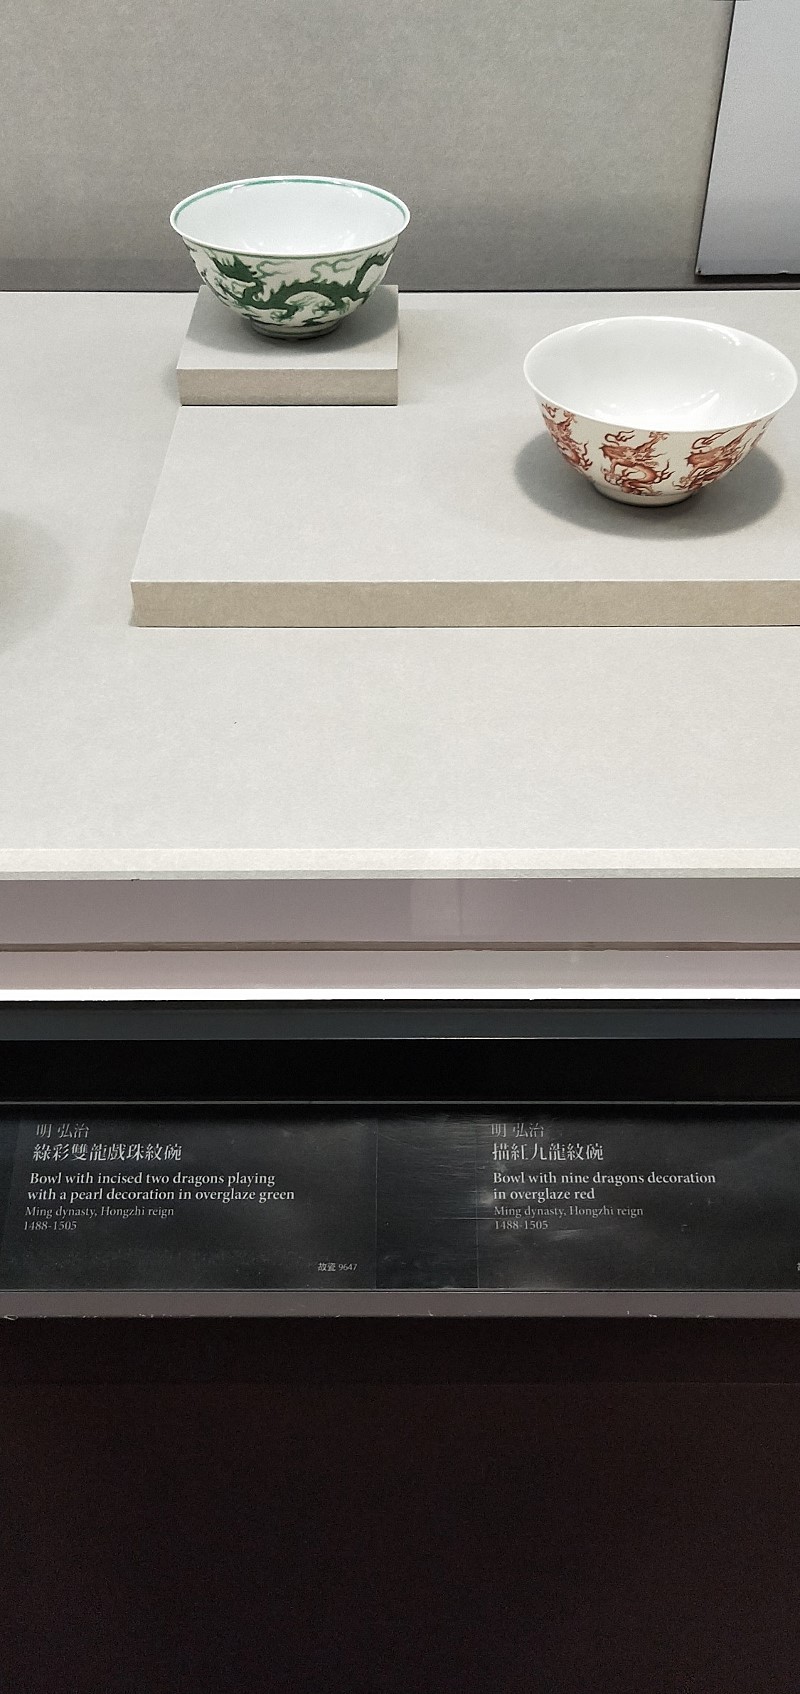 明 弘治
綠彩雙龍戲珠紋碗
Bowl with incised two dragons playing
with a pearl decoration in overglaze green
Ming dynasty, Hongzhi reign
1488-1505
故瓷 9647
明 弘治
描紅九龍紋碗
Bowl with nine dragons decoration
in overglaze red
Ming dynasty, Hongzhi reign
1488-1505